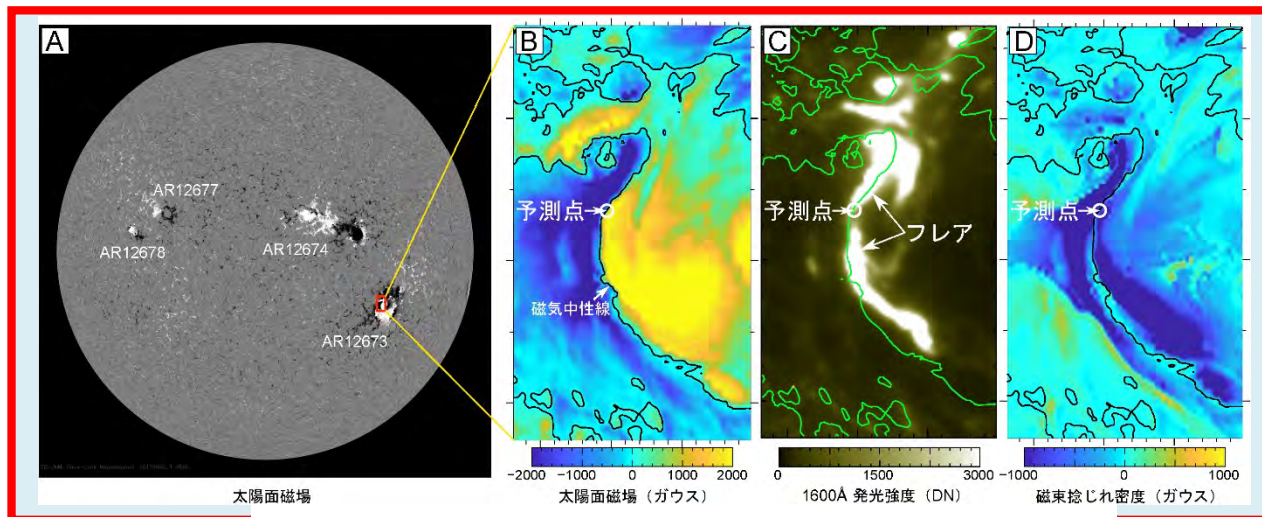 A
AR12677
AR12678
AR12674
AR12673
太陽面磁場
B
予測点
磁気中性線
-2000 -1000 0 1000 2000
太陽面磁場（ガウス）
C
予測点
フレア
0 1500 3000
1600Å 発光強度（DN）
D
予測点
-1000 0 1000
磁束捻じれ密度（ガウス）